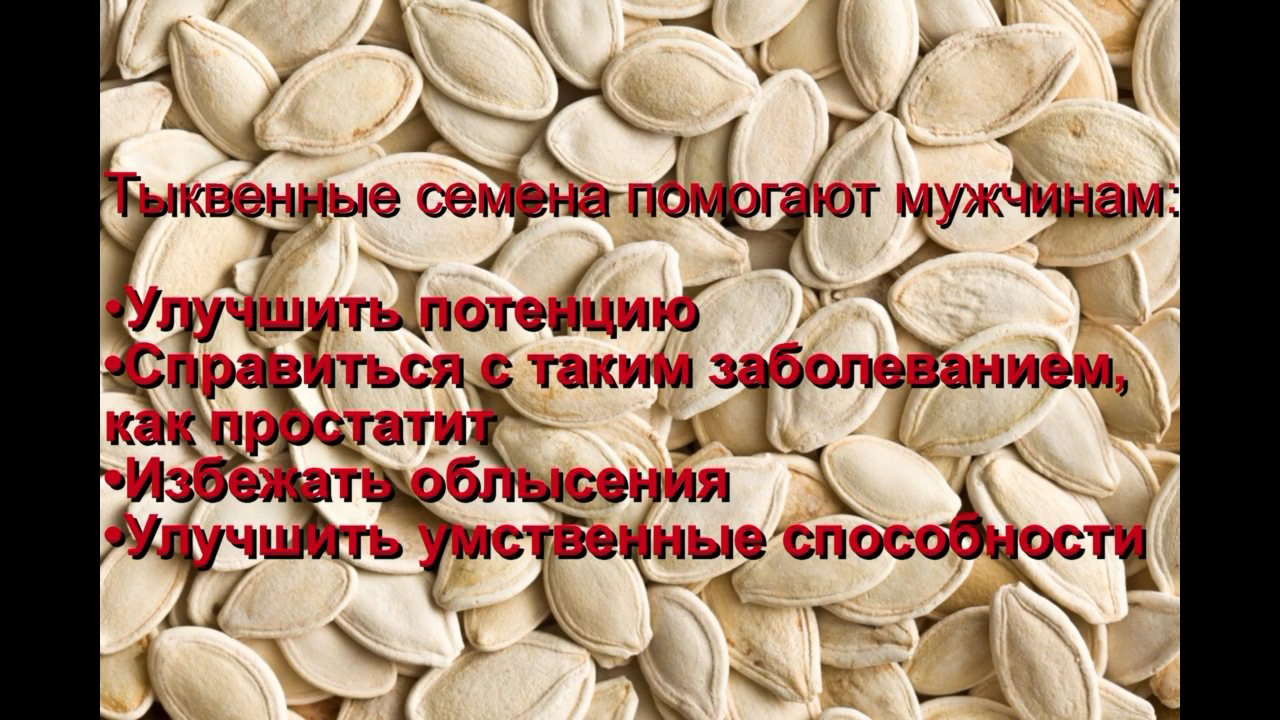 Тыквенные семена помогают мужчинам:
•Улучшить потенцию
•Справиться с таким заболеванием,
как простатит
•Избежать облысения
•Улучшить умственные способности